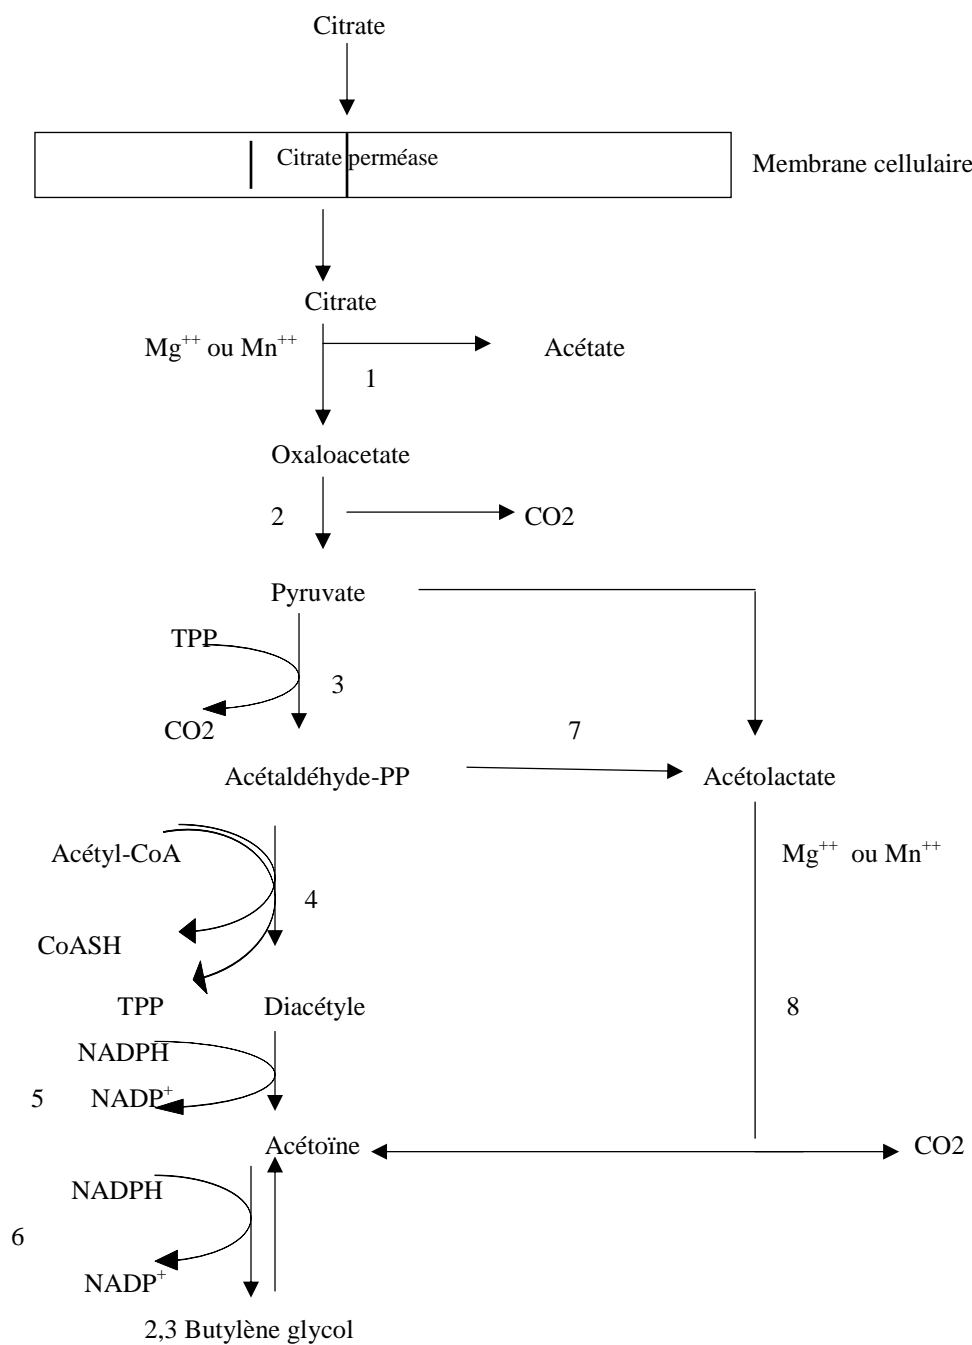 Citrate
Citrate perméase
Membrane cellulaire
Citrate
Mg++ ou Mn++
Acétate
1
Oxaloacetate
2
CO2
Pyruvate
TPP
3
CO2
7
Acétaldéhyde-PP
Acétolactate
Acétyl-CoA
Mg++ ou Mn++
4
CoASH
TPP
Diacétyle
8
NADPH
5
NADP+
Acétoïne
CO2
NADPH
6
NADP+
2,3 Butylène glycol